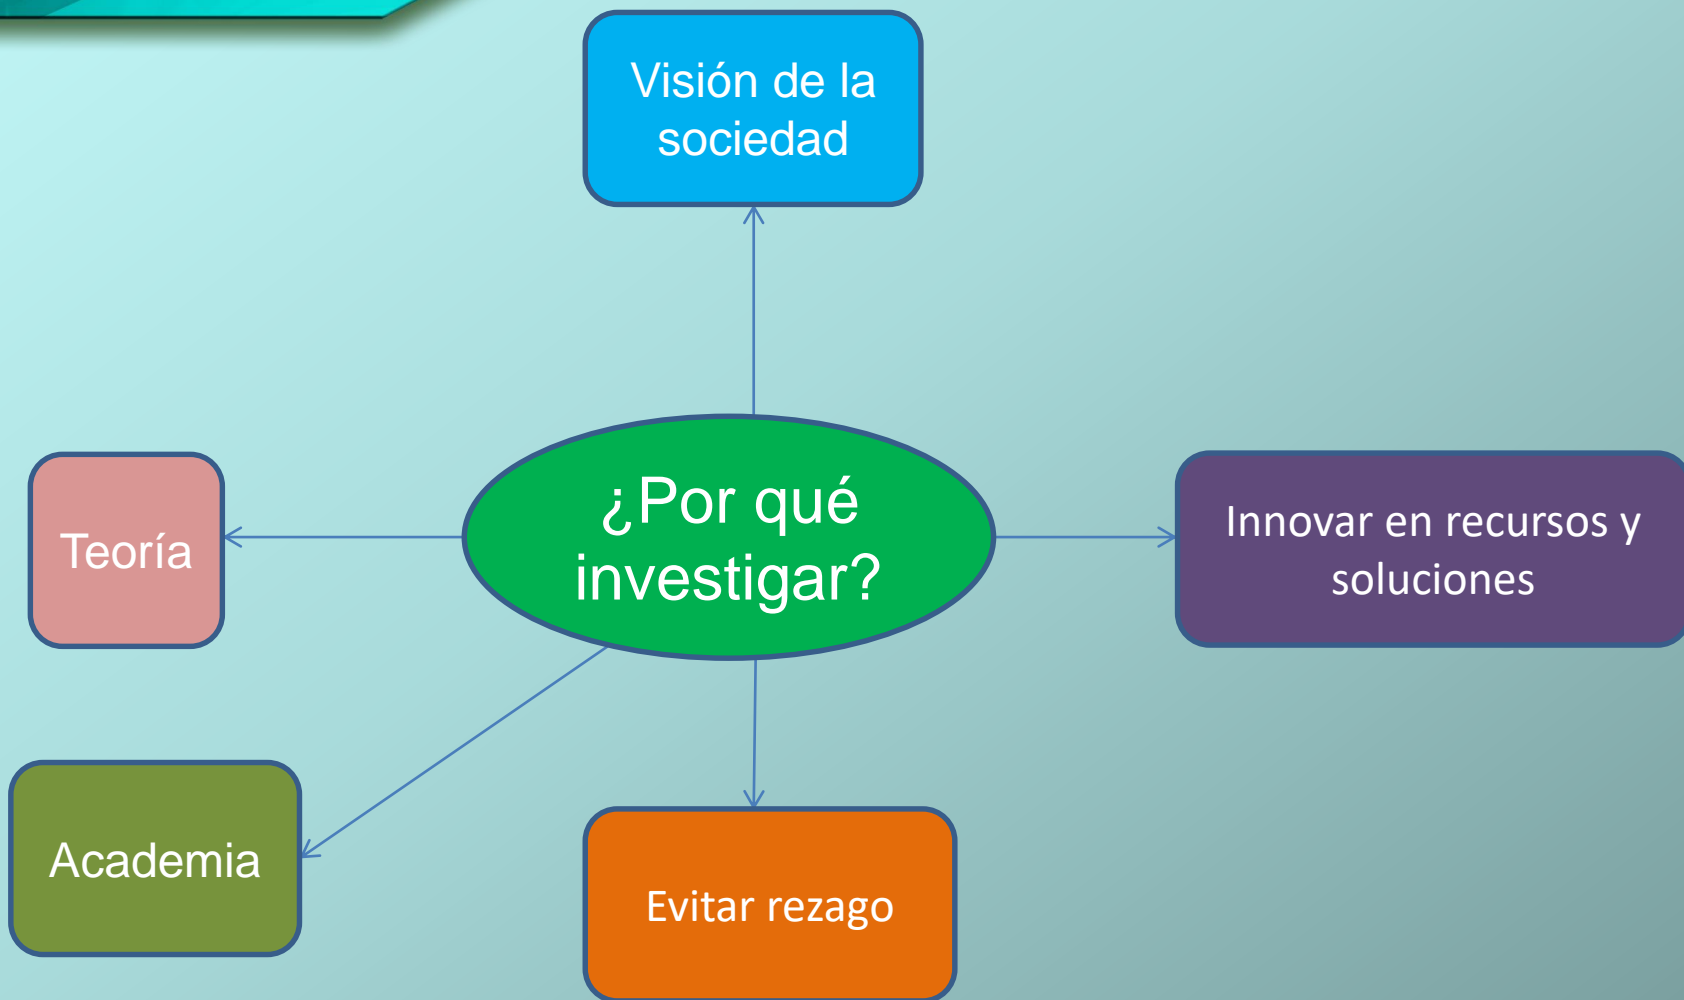 Visión de la
sociedad
¿Por qué
investigar?
Teoría
Innovar en recursos y
soluciones
Academia
Evitar rezago